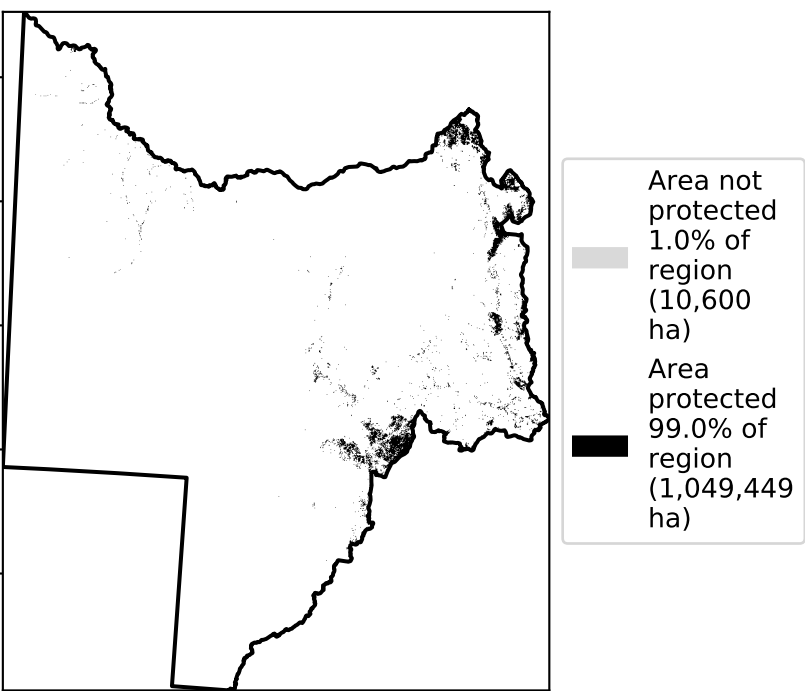 Area not
protected
1.0% of
region
(10,600
ha)
Area
protected
99.0% of
region
(1,049,449
ha)